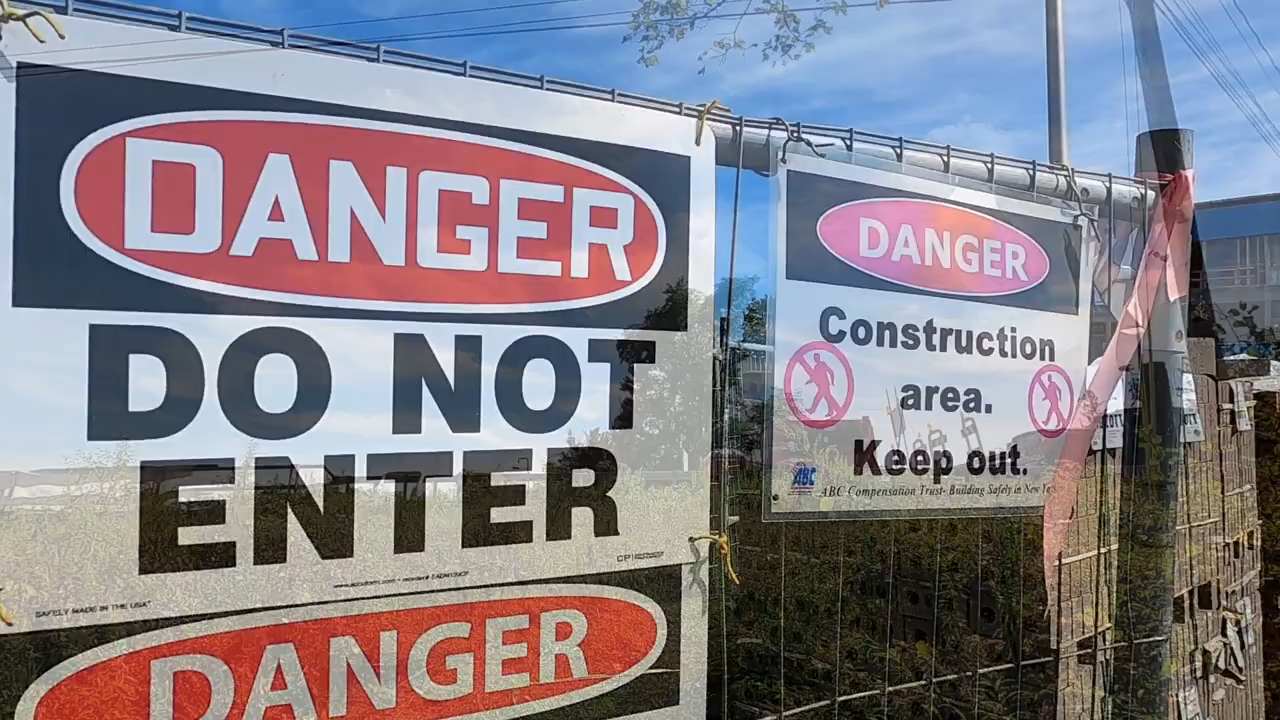 DANGER
DO NOT
ENTER
SAFELY MADE IN THE USA
DANGER
DANGER
Construction
area.
Keep out.
ABC
ABC Compensation Trust- Building Safely in New